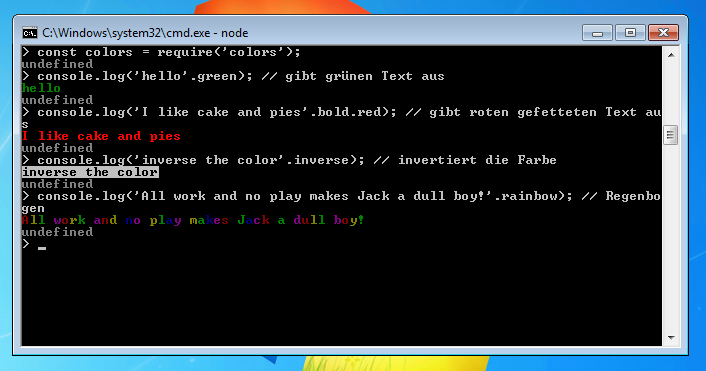 C:\Windows\system32\cmd.exe - node
> const colors = require('colors');
undefined
> console.log('hello'.green); // gibt grünen Text aus
hello
undefined
> console.log('I like cake and pies'.bold.red); // gibt roten gefetteten Text au
s
I like cake and pies
undefined
> console.log('inverse the color'.inverse); // invertiert die Farbe
inverse the color
undefined
> console.log('All work and no play makes Jack a dull boy!'.rainbow); // Regenbo
gen
All work and no play makes Jack a dull boy!
undefined
> _